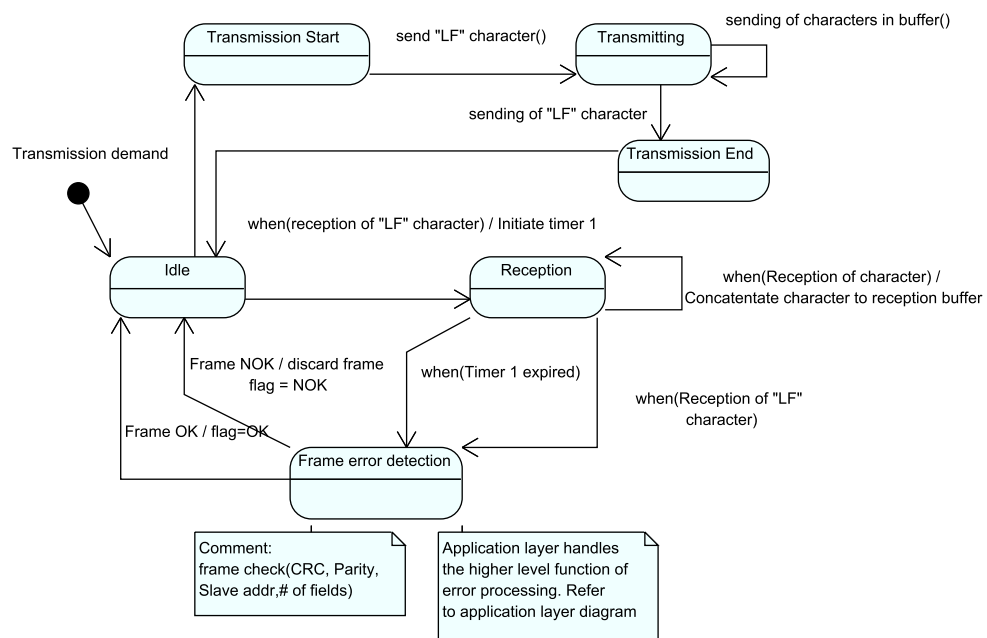 sending of characters in buffer()
Transmission Start
send "LF" character()
Transmitting
sending of "LF" character
Transmission demand
Transmission End
when(reception of "LF" character) / Initiate timer 1
Idle
Reception
when(Reception of character) /
Concatentate character to reception buffer
Frame NOK / discard frame
flag = NOK
when(Timer 1 expired)
when(Reception of "LF"
character)
Frame OK / flag=OK
Frame error detection
Comment:
frame check(CRC, Parity,
Slave addr,# of fields)
Application layer handles
the higher level function of
error processing. Refer
to application layer diagram